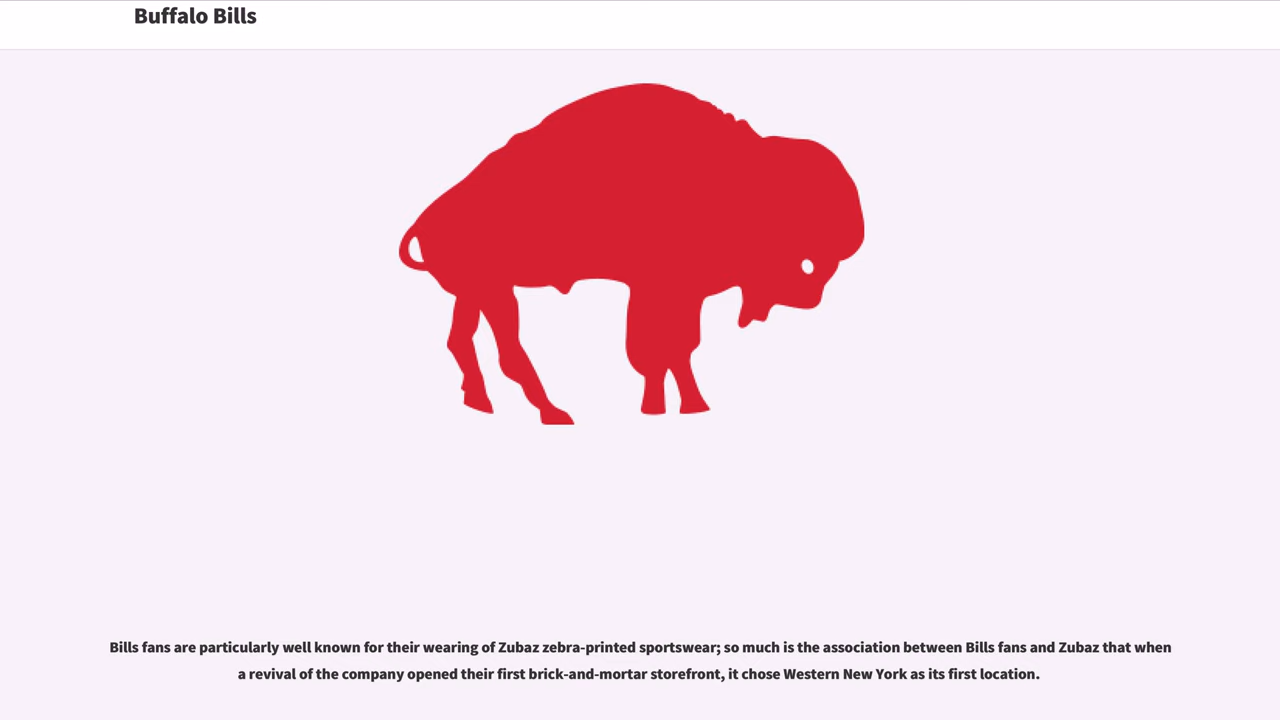 Buffalo Bills
Bills fans are particularly well known for their wearing of Zubaz zebra-printed sportswear; so much is the association between Bills fans and Zubaz that when
a revival of the company opened their first brick-and-mortar storefront, it chose Western New York as its first location.